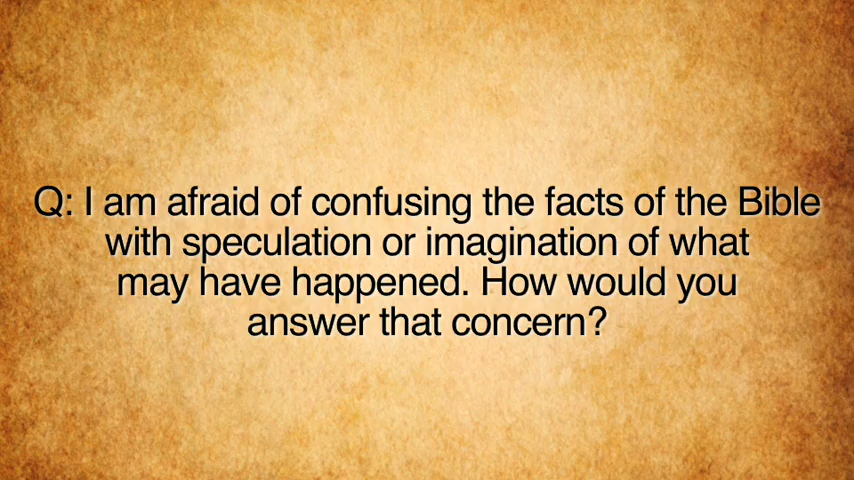 Q: I am afraid of confusing the facts of the Bible
with speculation or imagination of what
may have happened. How would you
answer that concern?